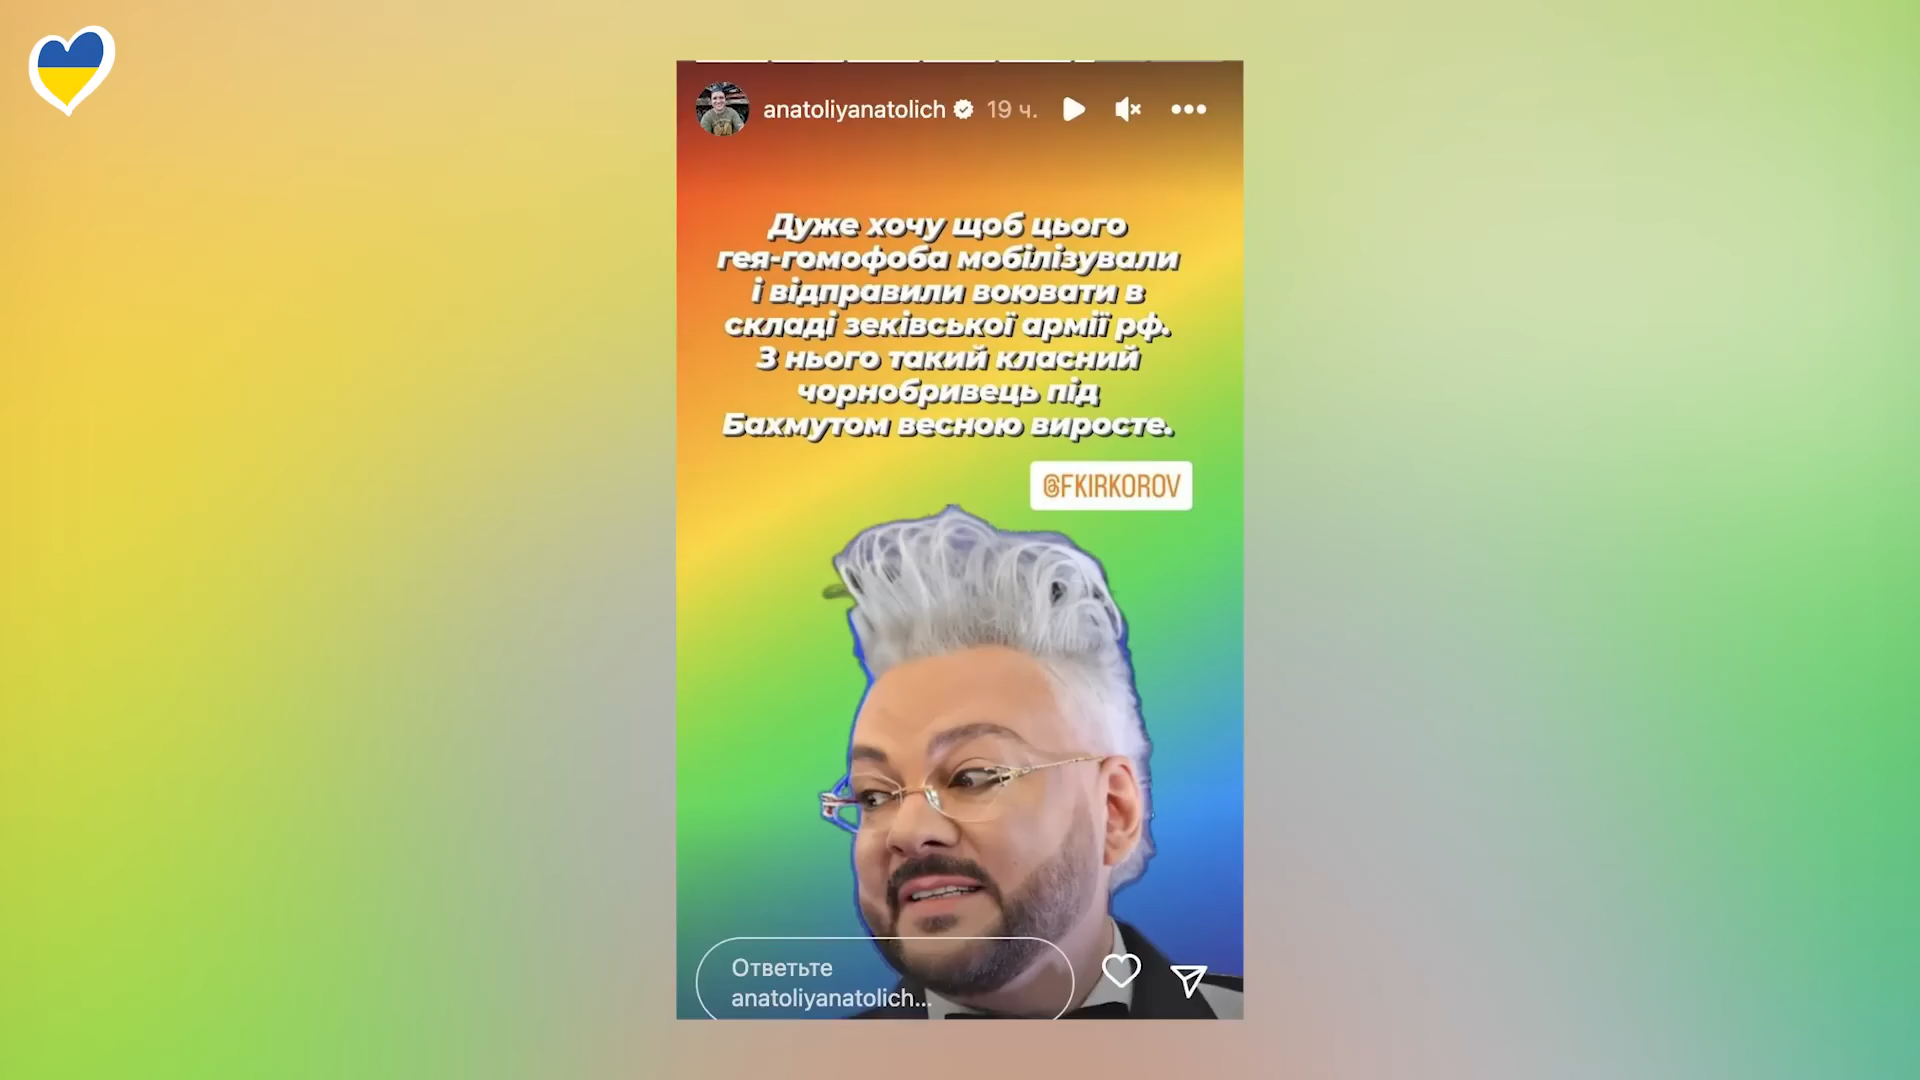 anatoliyanatolich 19 ч.
Дуже хочу щоб цього
гея-гомофоба мобілізували
і відправили воювати в
складі зеківської армії рф.
З нього такий класний
чорнобривець під
Бахмутом весною виросте.
@FKIRKOROV
Ответьте
anatoliyanatolich...